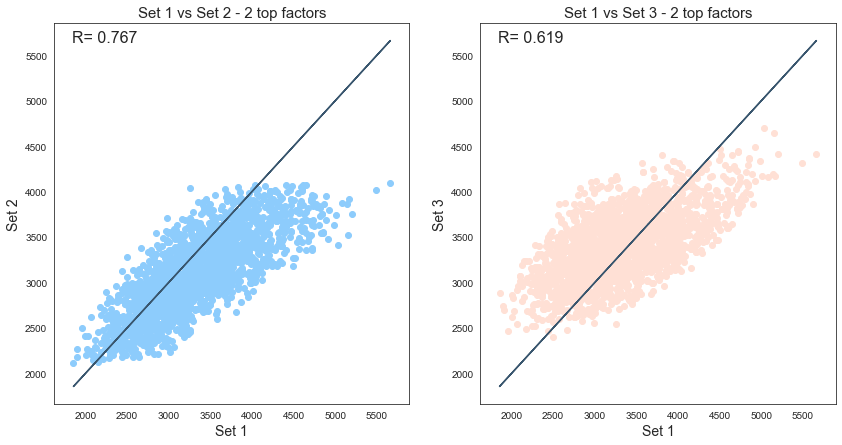 Set 1 vs Set 2 - 2 top factors
R= 0.767
5500
5000
4500
4000
3500
3000
2500
2000
Set 2
2000 2500 3000 3500 4000 4500 5000 5500
Set 1
Set 1 vs Set 3 - 2 top factors
R= 0.619
5500
5000
4500
4000
3500
3000
2500
2000
Set 3
2000 2500 3000 3500 4000 4500 5000 5500
Set 1